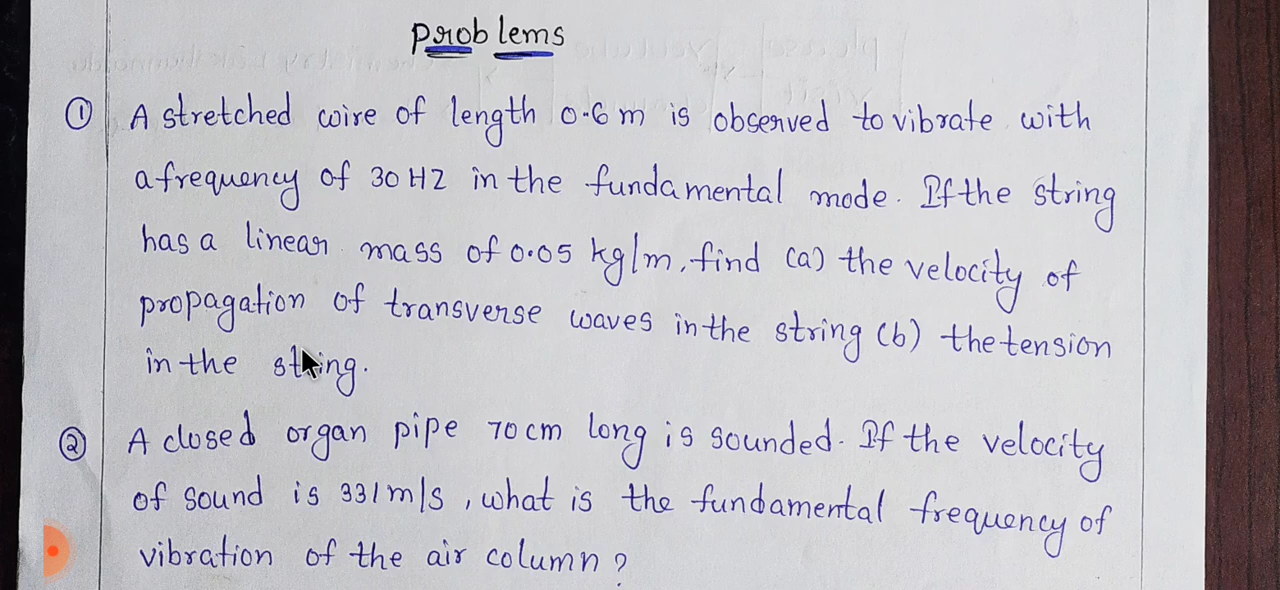 Problems
① A stretched wire of length 0.6 m is observed to vibrate with
a frequency of 30 HZ in the fundamental mode. If the string
has a linear mass of 0.05 kg/m, find (a) the velocity of
propagation of transverse waves in the string (b) the tension
in the string.
② A closed organ pipe 70 cm long is sounded. If the velocity
of sound is 331 m/s, what is the fundamental frequency of
vibration of the air column?